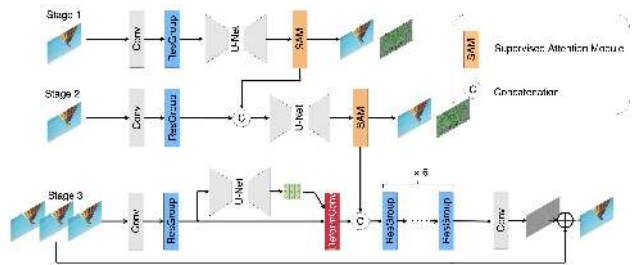 Stage 1
Conv
ResGroup
U-Net
SAM
SAM
Supervised Attention Module
C
Concatenation
Stage 2
Conv
ResGroup
C
U-Net
SAM
Stage 3
Conv
ResGroup
U-Net
DeformConv
C
× 6
ResGroup
ResGroup
Conv